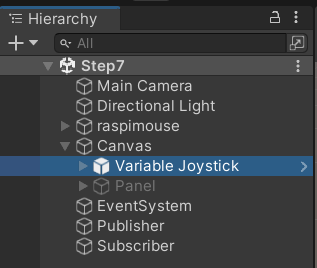 Hierarchy
All
Step7
Main Camera
Directional Light
raspimouse
Canvas
Variable Joystick
Panel
EventSystem
Publisher
Subscriber